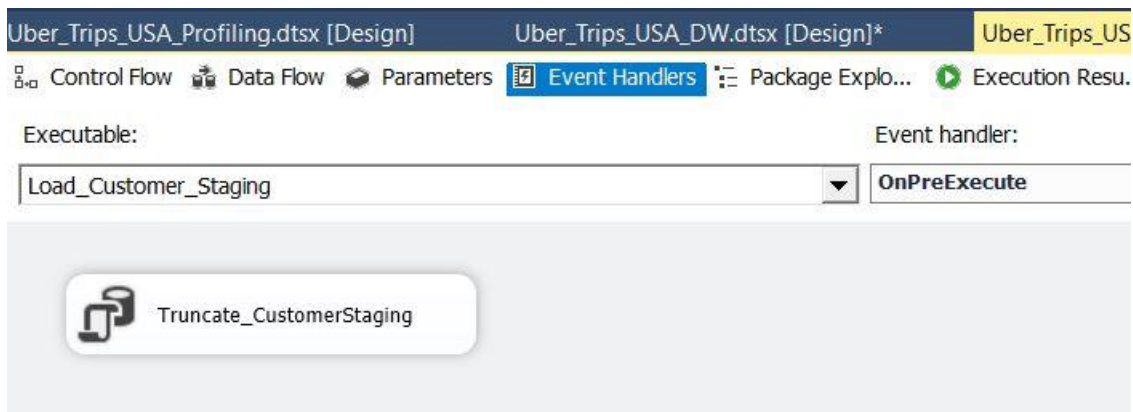 Uber_Trips_USA_Profiling.dtsx [Design] Uber_Trips_USA_DW.dtsx [Design]* Uber_Trips_US
Control Flow Data Flow Parameters Event Handlers Package Explo... Execution Resu.
Executable: Event handler:
Load_Customer_Staging OnPreExecute
Truncate_CustomerStaging